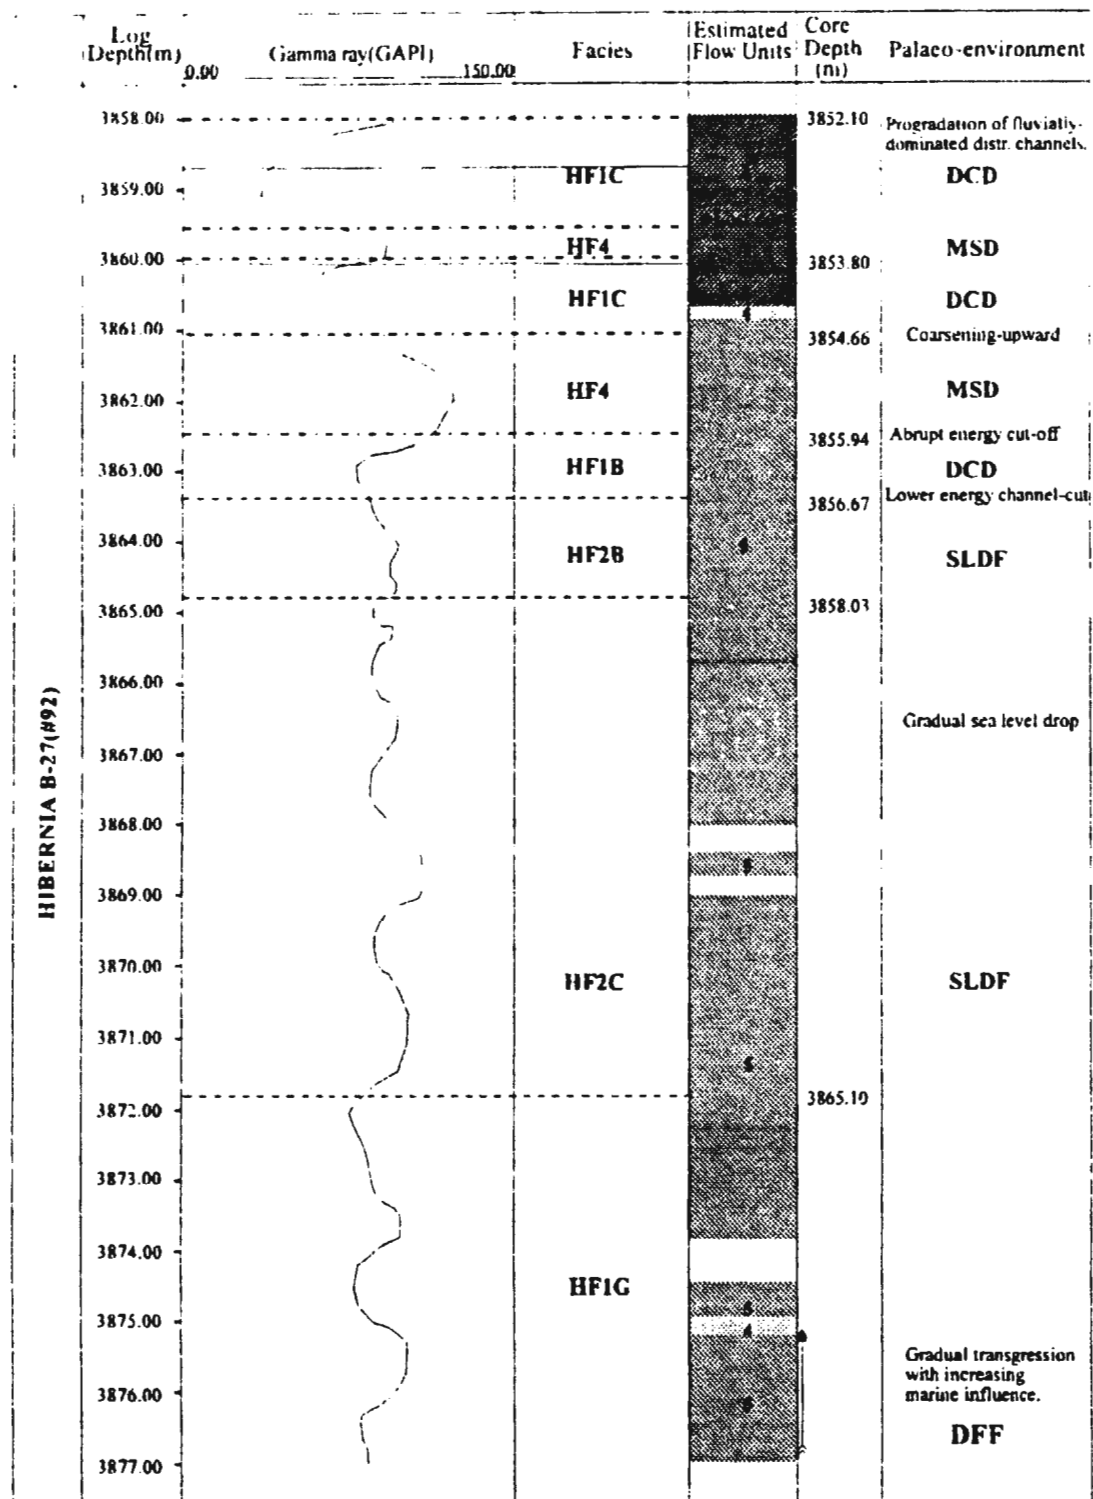 Log
Depth(m)
Gamma ray(GAPI)
0.00
150.00
Facies
Estimated
Flow Units
Core
Depth
(m)
Palaeo-environment
3858.00
3852.10
Progradation of fluviatly-
dominated distr. channels.
3859.00
HF1C
DCD
HF4
MSD
3860.00
3853.80
HF1C
DCD
4
3861.00
3854.66
Coarsening-upward
3862.00
HF4
MSD
3855.94
Abrupt energy cut-off
3863.00
HF1B
DCD
3856.67
Lower energy channel-cut
3864.00
HF2B
SLDF
3865.00
3858.03
3866.00
Gradual sea level drop
3867.00
HIBERNIA B-27(#92)
3868.00
5
3869.00
3870.00
HF2C
SLDF
3871.00
5
3872.00
3865.10
3873.00
3874.00
HF1G
3875.00
5
4
Gradual transgression
with increasing
marine influence.
3876.00
DFF
3877.00